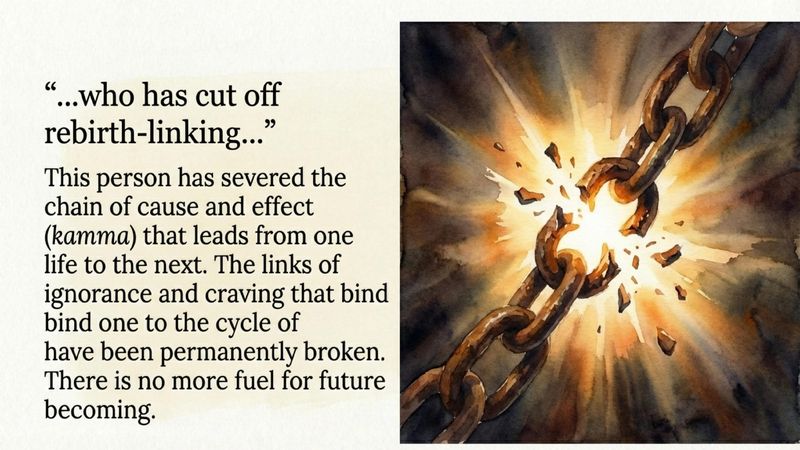 “...who has cut off
rebirth-linking...”
This person has severed the
chain of cause and effect
(kamma) that leads from one
life to the next. The links of
ignorance and craving that bind
bind one to the cycle of
have been permanently broken.
There is no more fuel for future
becoming.